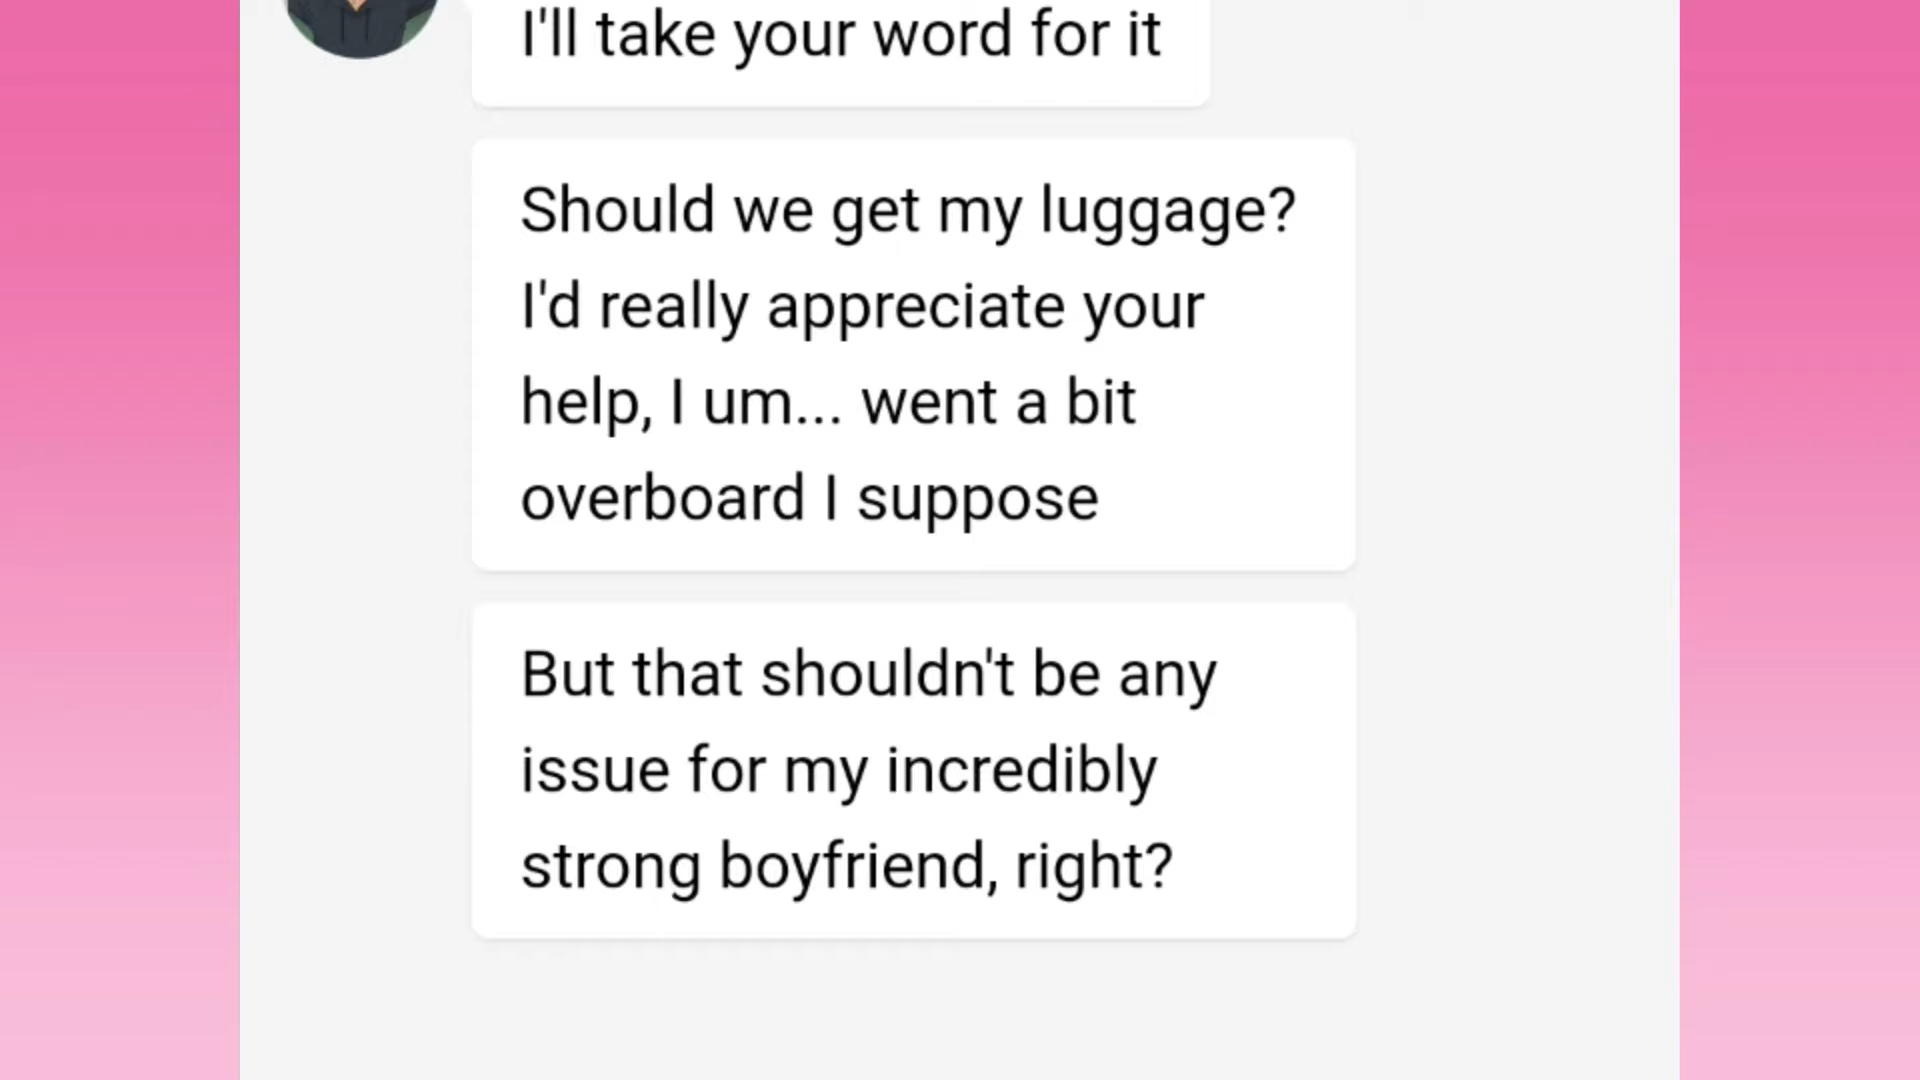 I'll take your word for it
Should we get my luggage?
I'd really appreciate your
help, I um... went a bit
overboard I suppose
But that shouldn't be any
issue for my incredibly
strong boyfriend, right?